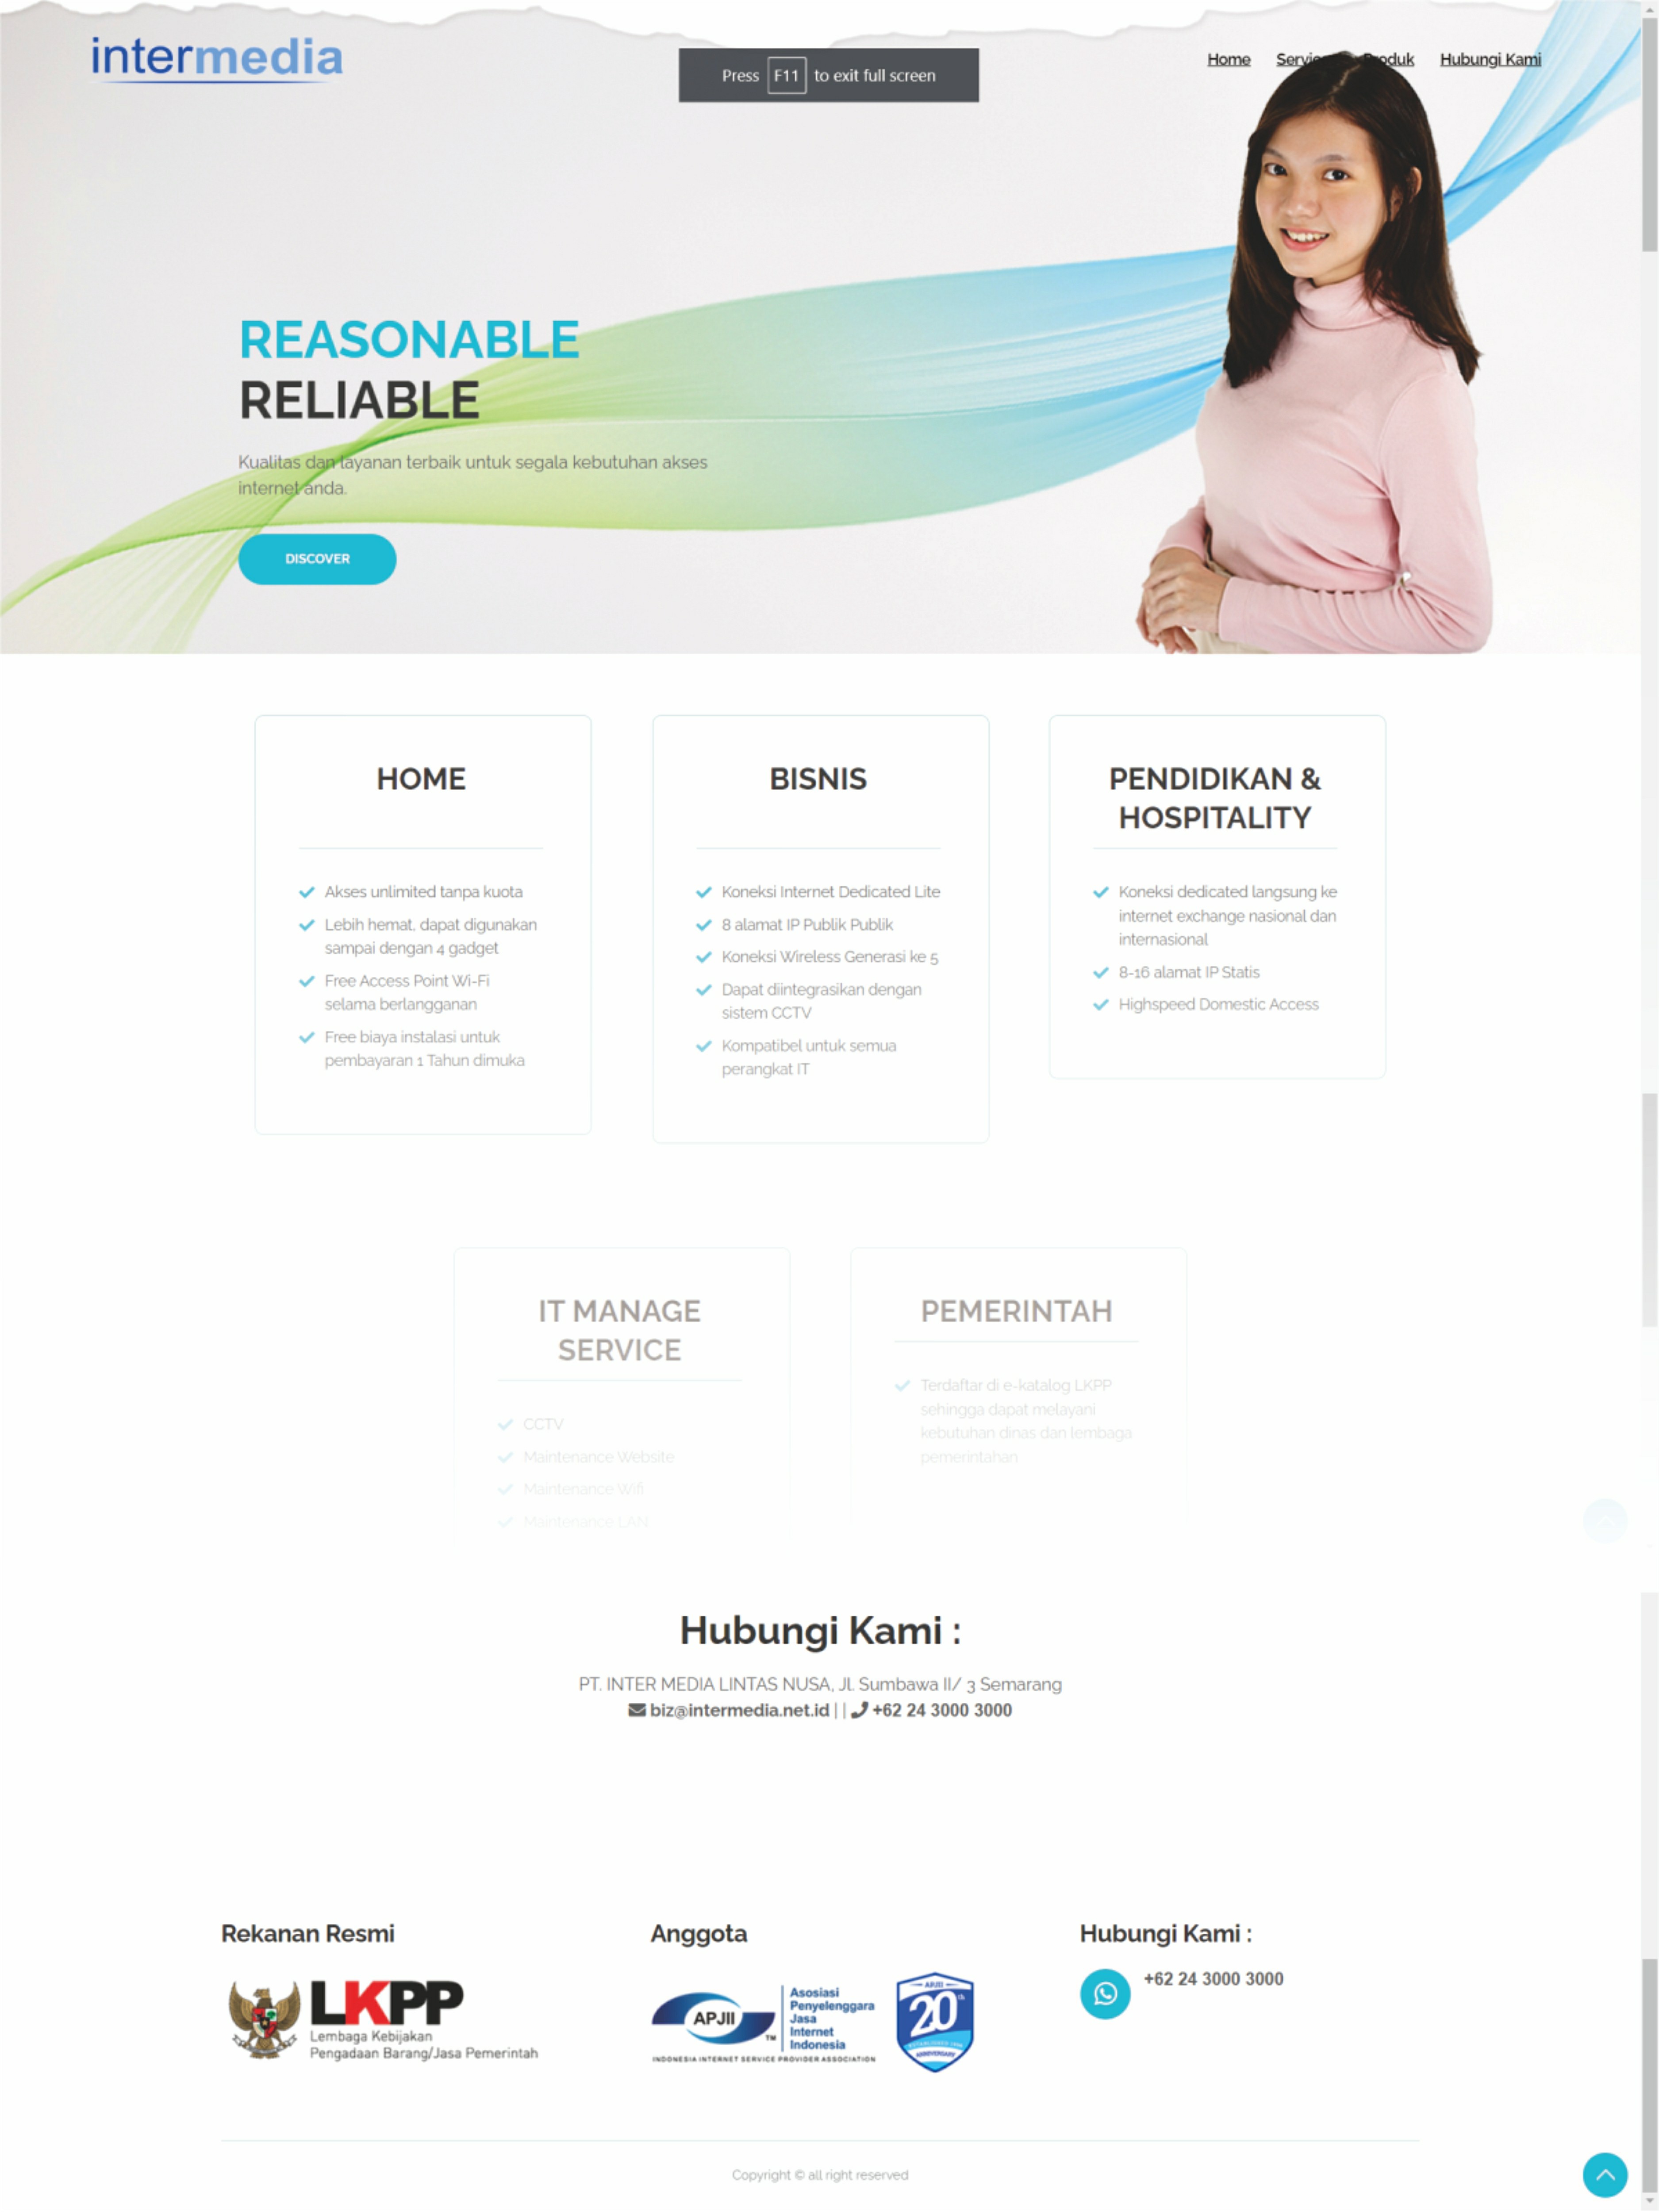 intermedia
Press F11 to exit full screen
Home Hubungi Kami
REASONABLE
RELIABLE
Kualitas dan layanan terbaik untuk segala kebutuhan akses
internet anda.
DISCOVER
HOME
Akses unlimited tanpa kuota
Lebih hemat, dapat digunakan
sampai dengan 4 gadget
Free Access Point Wi-Fi
selama berlangganan
Free biaya instalasi untuk
pembayaran 1 Tahun dimuka
BISNIS
Koneksi Internet Dedicated Lite
8 alamat IP Publik Publik
Koneksi Wireless Generasi ke 5
Dapat diintegrasikan dengan
sistem CCTV
Kompatibel untuk semua
perangkat IT
PENDIDIKAN &
HOSPITALITY
Koneksi dedicated langsung ke
internet exchange nasional dan
internasional
8-16 alamat IP Statis
Highspeed Domestic Access
IT MANAGE
SERVICE
CCTV
Maintenance Website
Maintenance Wifi
Maintenance LAN
PEMERINTAH
Terdaftar di e-katalog LKPP
sehingga dapat melayani
kebutuhan dinas dan lembaga
pemerintahan
Hubungi Kami :
PT. INTER MEDIA LINTAS NUSA, Jl. Sumbawa II/ 3 Semarang
biz@intermedia.net.id || +62 24 3000 3000
Rekanan Resmi
LKPP
Lembaga Kebijakan
Pengadaan Barang/Jasa Pemerintah
Anggota
APJII
TM
Asosiasi
Penyelenggara
Jasa
Internet
Indonesia
INDONESIA INTERNET SERVICE PROVIDER ASSOCIATION
APJII
20th
ANNIVERSARY
Hubungi Kami :
+62 24 3000 3000
Copyright © all right reserved